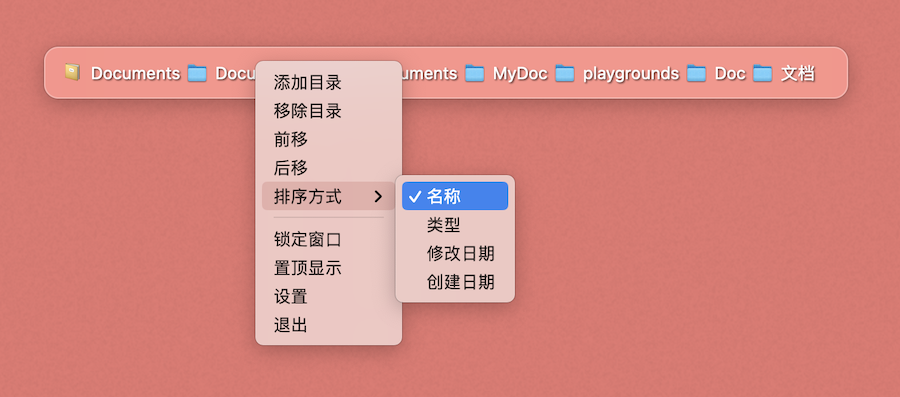 Documents Docu uments MyDoc playgrounds Doc 文档
添加目录
移除目录
前移
后移
排序方式
名称
类型
修改日期
创建日期
锁定窗口
置顶显示
设置
退出